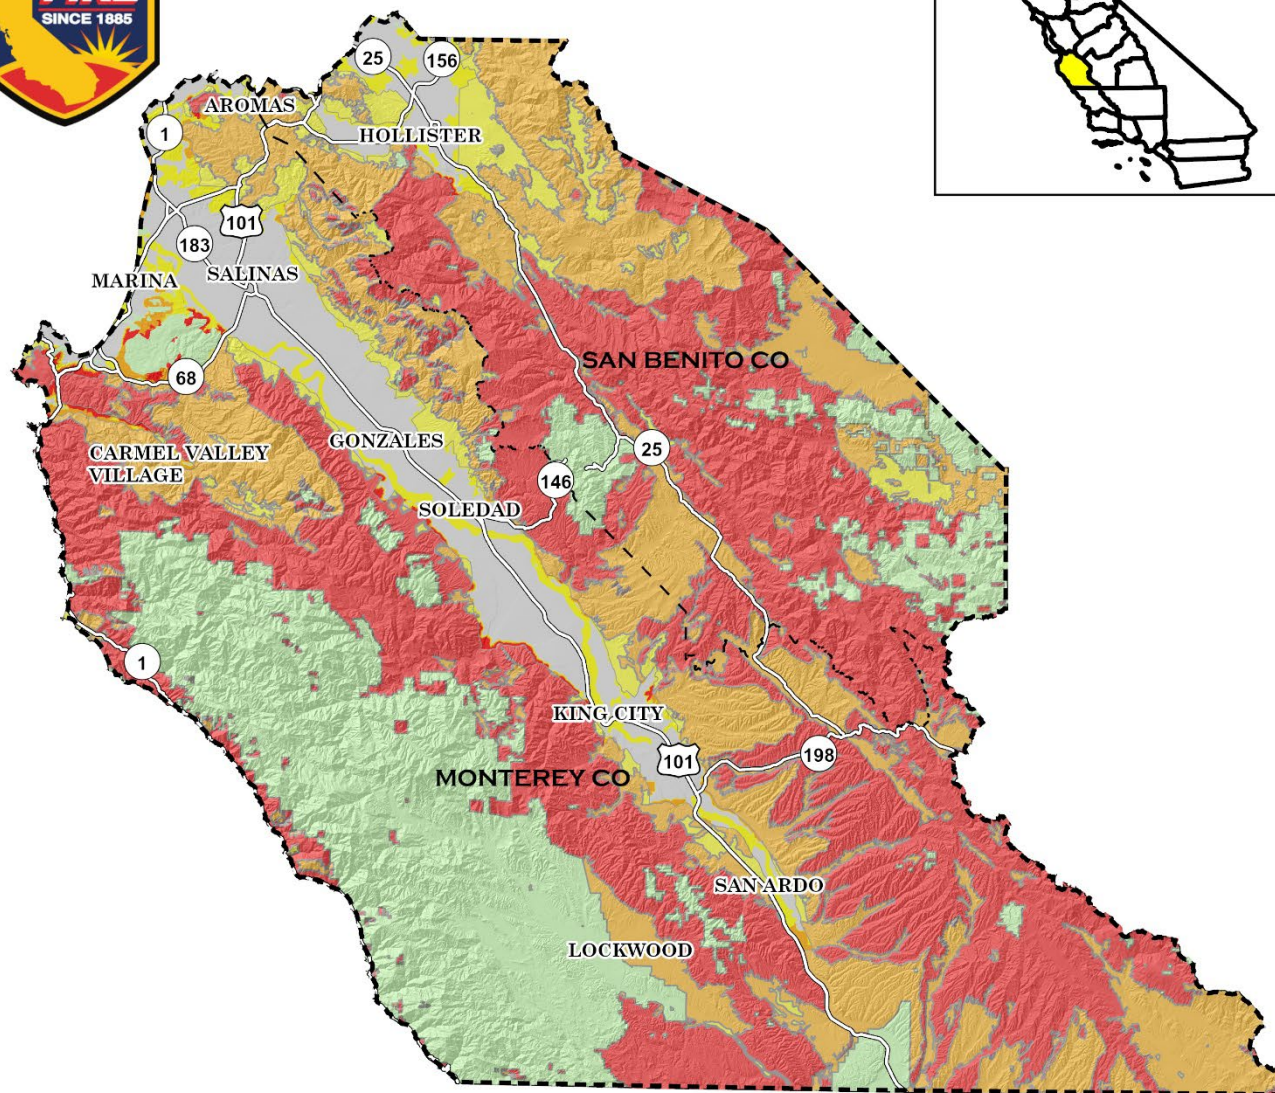 SINCE 1885
25
156
AROMAS
1
HOLLISTER
101
183
MARINA
SALINAS
SAN BENITO CO
68
GONZALES
25
CARMEL VALLEY
VILLAGE
146
SOLEDAD
1
KING CITY
101
198
MONTEREY CO
SAN ARDO
LOCKWOOD